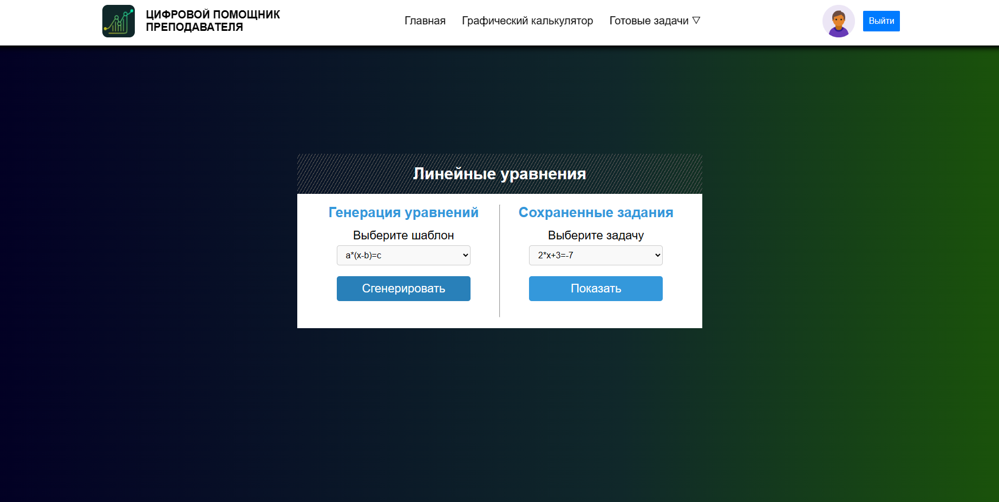 ЦИФРОВОЙ ПОМОЩНИК
ПРЕПОДАВАТЕЛЯ
Главная
Графический калькулятор
Готовые задачи ▽
Выйти
Линейные уравнения
Генерация уравнений
Выберите шаблон
a*(x-b)=c
Сгенерировать
Сохраненные задания
Выберите задачу
2*x+3=-7
Показать